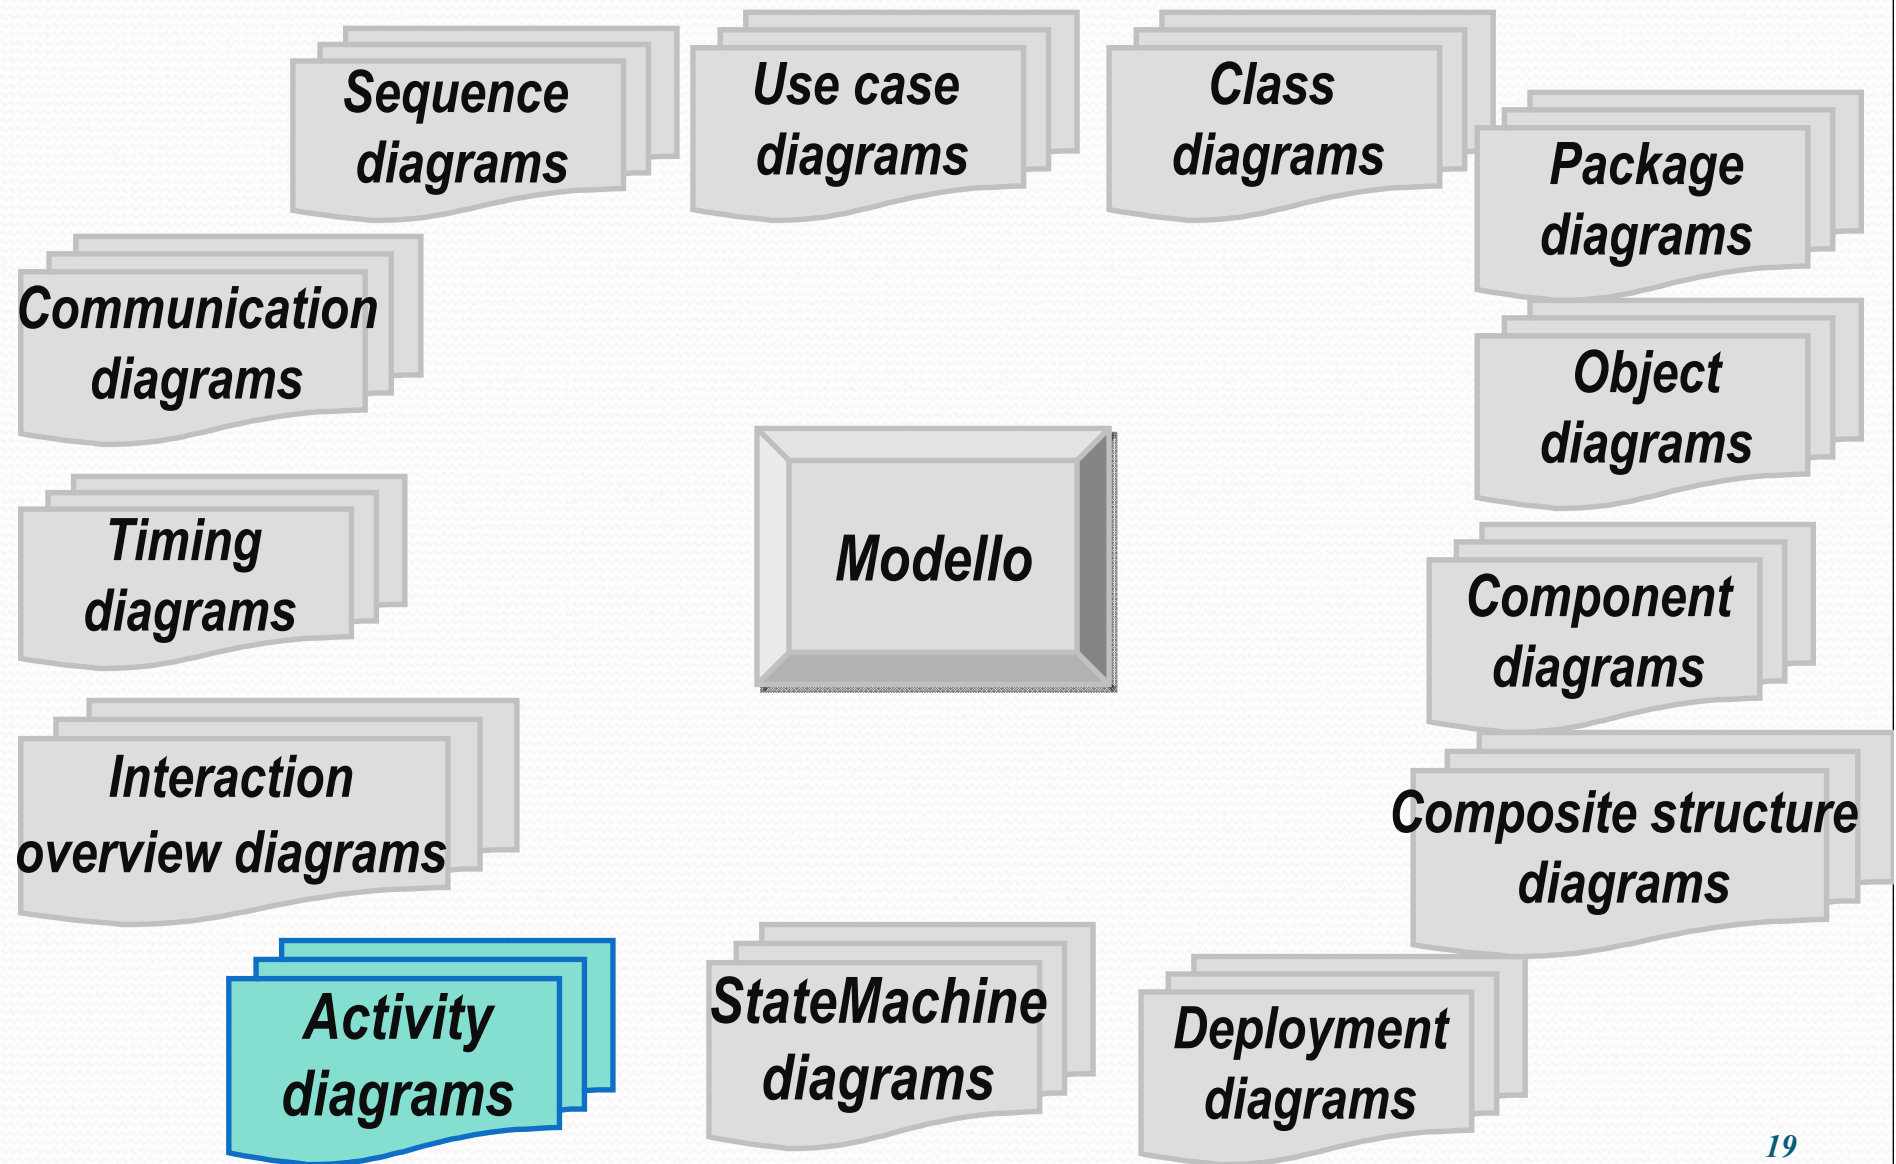 Sequence
diagrams
Use case
diagrams
Class
diagrams
Package
diagrams
Communication
diagrams
Object
diagrams
Timing
diagrams
Modello
Component
diagrams
Interaction
overview diagrams
Composite structure
diagrams
Activity
diagrams
StateMachine
diagrams
Deployment
diagrams
19